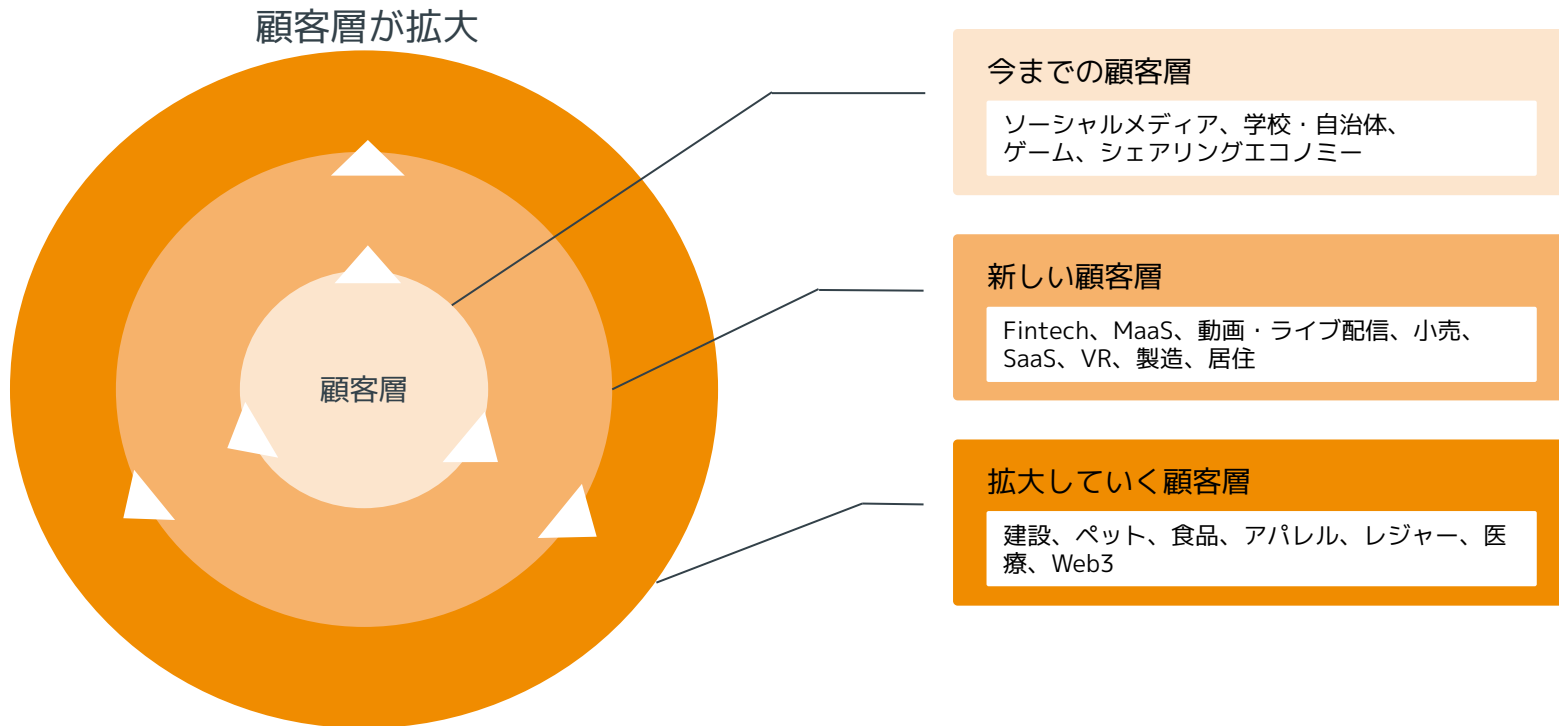 顧客層が拡大
顧客層
今までの顧客層
ソーシャルメディア、学校・自治体、
ゲーム、シェアリングエコノミー
新しい顧客層
Fintech、MaaS、動画・ライブ配信、小売、
SaaS、VR、製造、居住
拡大していく顧客層
建設、ペット、食品、アパレル、レジャー、医
療、Web3